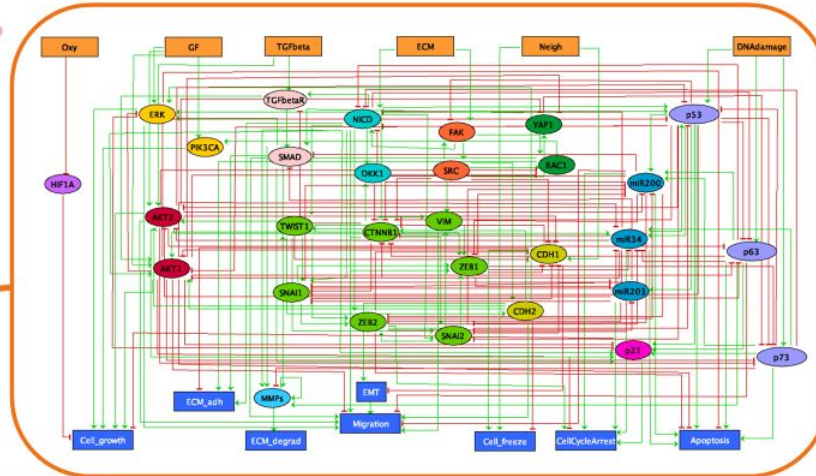 Oxy GF TGFbeta ECM Neigh DNAdamage
TGFbetaR
ERK NICD YAP1 p53
FAK
PIK3CA
SMAD RAC1
DKK1 SRC
HIF1A miR200
AKT2
TWIST1 CTNNB1 VIM
miR34
CDH1 p63
AKT1 ZEB1
SNAI1 miR203
CDH2
ZEB2
SNAI2
p21 p73
EMT
ECM_adh MMPs
Migration
Cell_growth ECM_degrad Cell_freeze CellCycleArrest Apoptosis